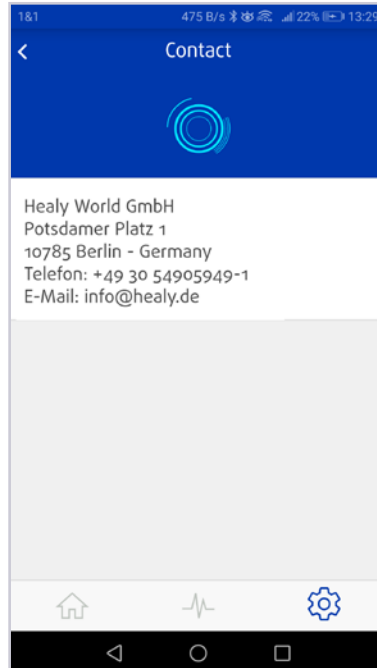 1&1 475 B/s 22% 13:29
Contact
Healy World GmbH
Potsdamer Platz 1
10785 Berlin - Germany
Telefon: +49 30 54905949-1
E-Mail: info@healy.de